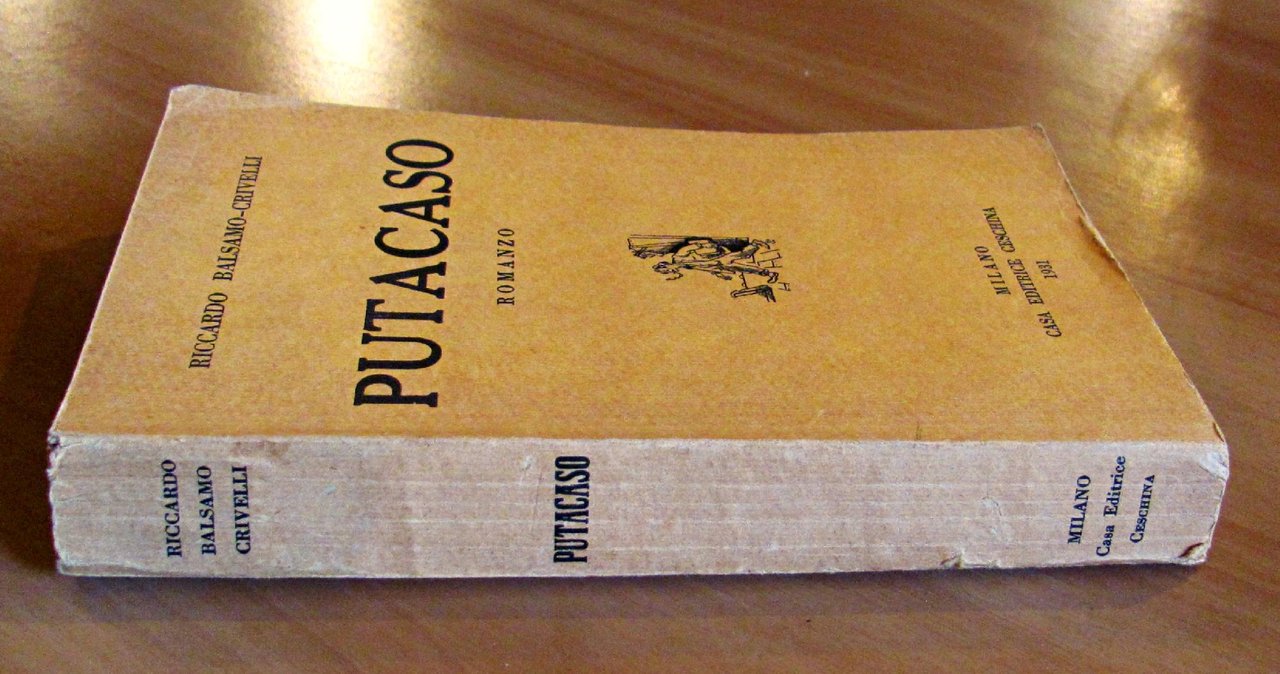 RICCARDO BALSAMO-CRIVELLI
PUTACASO
ROMANZO
MILANO
CASA EDITRICE CESCHINA
1931
RICCARDO
BALSAMO
CRIVELLI
PUTACASO
MILANO
Casa Editrice
CESCHINA